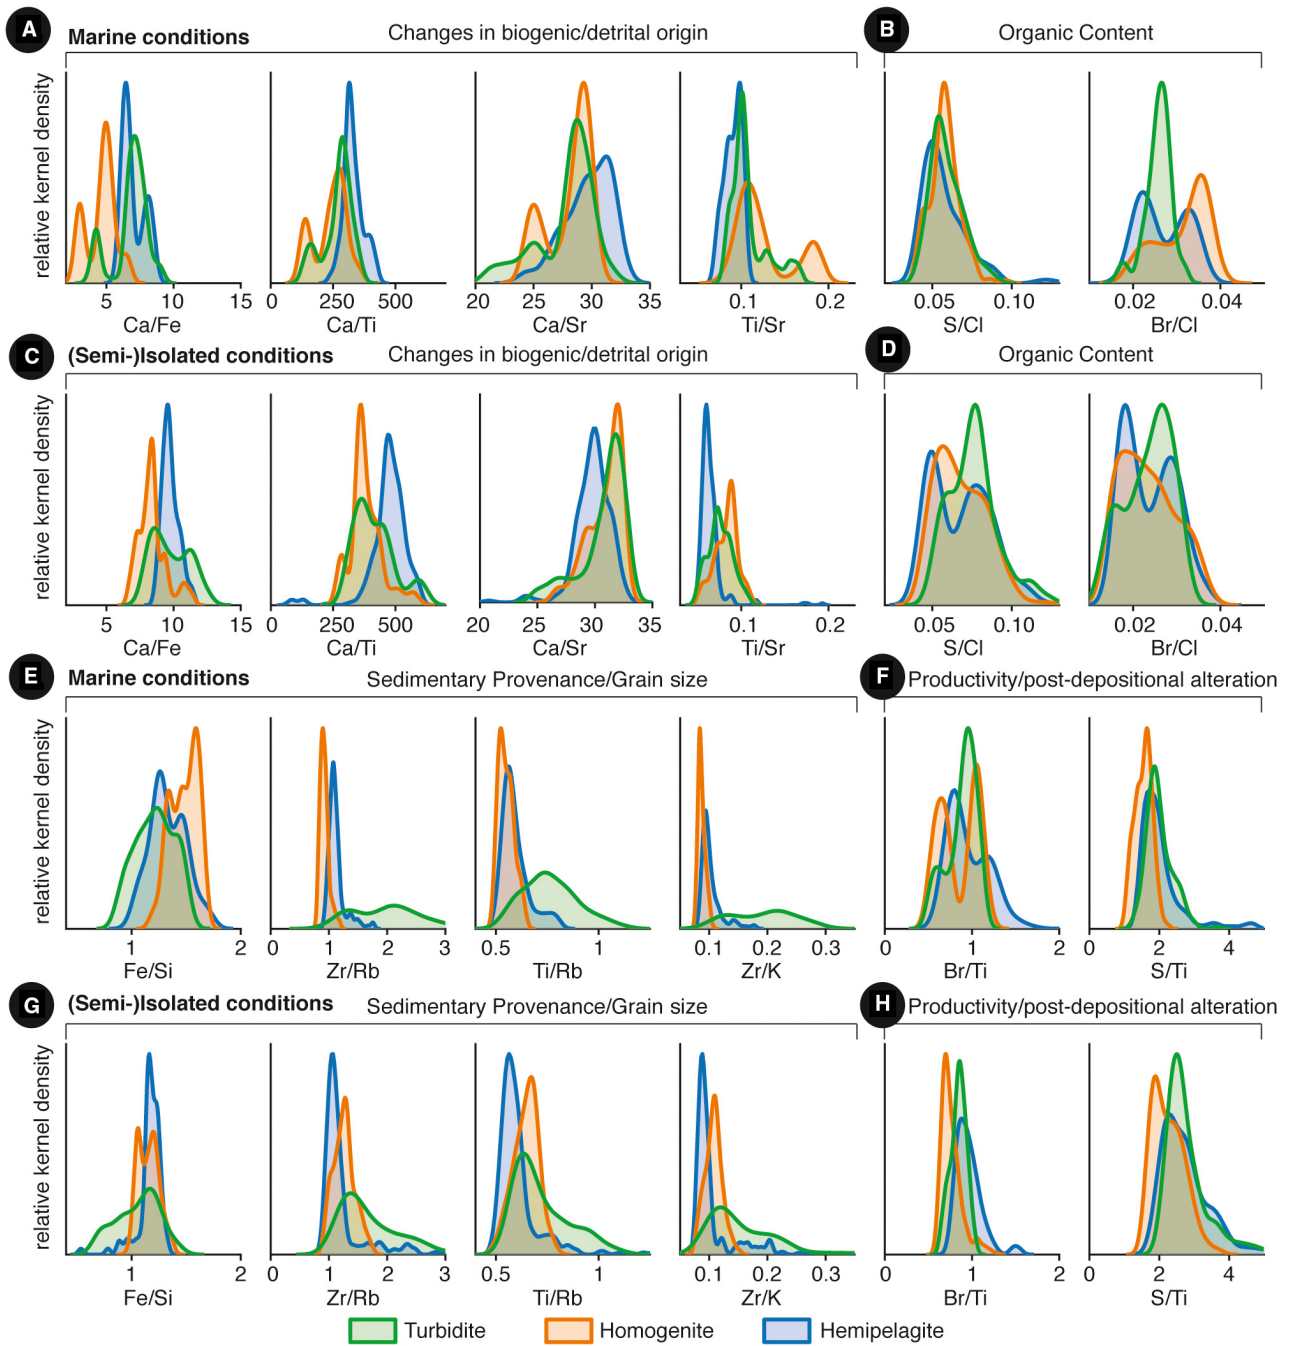 A Marine conditions Changes in biogenic/detrital origin B Organic Content
relative kernel density
5 10 15 0 250 500 20 25 30 35 0.1 0.2 0.05 0.10 0.02 0.04
Ca/Fe Ca/Ti Ca/Sr Ti/Sr S/Cl Br/Cl
C (Semi-)Isolated conditions Changes in biogenic/detrital origin D Organic Content
relative kernel density
5 10 15 0 250 500 20 25 30 35 0.1 0.2 0.05 0.10 0.02 0.04
Ca/Fe Ca/Ti Ca/Sr Ti/Sr S/Cl Br/Cl
E Marine conditions Sedimentary Provenance/Grain size F Productivity/post-depositional alteration
relative kernel density
1 2 0 1 2 3 0.5 1 0.1 0.2 0.3 0 1 2 0 2 4
Fe/Si Zr/Rb Ti/Rb Zr/K Br/Ti S/Ti
G (Semi-)Isolated conditions Sedimentary Provenance/Grain size H Productivity/post-depositional alteration
relative kernel density
1 2 0 1 2 3 0.5 1 0.1 0.2 0.3 0 1 2 0 2 4
Fe/Si Zr/Rb Ti/Rb Zr/K Br/Ti S/Ti
Turbidite Homogenite Hemipelagite